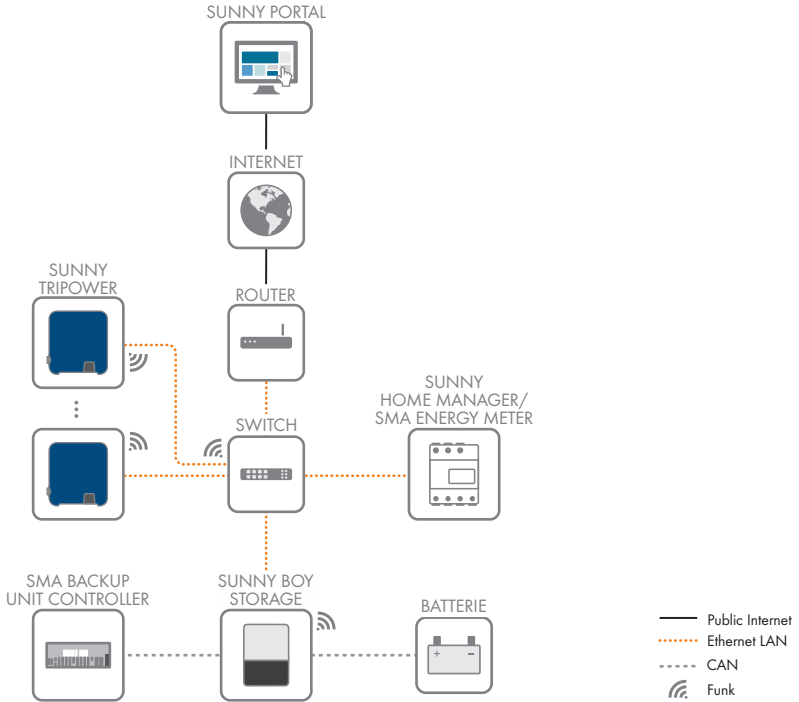 SUNNY PORTAL
INTERNET
SUNNY
TRIPOWER
ROUTER
SUNNY
HOME MANAGER/
SMA ENERGY METER
SWITCH
SMA BACKUP
UNIT CONTROLLER
SUNNY BOY
STORAGE
BATTERIE
+ −
Public Internet
Ethernet LAN
CAN
Funk